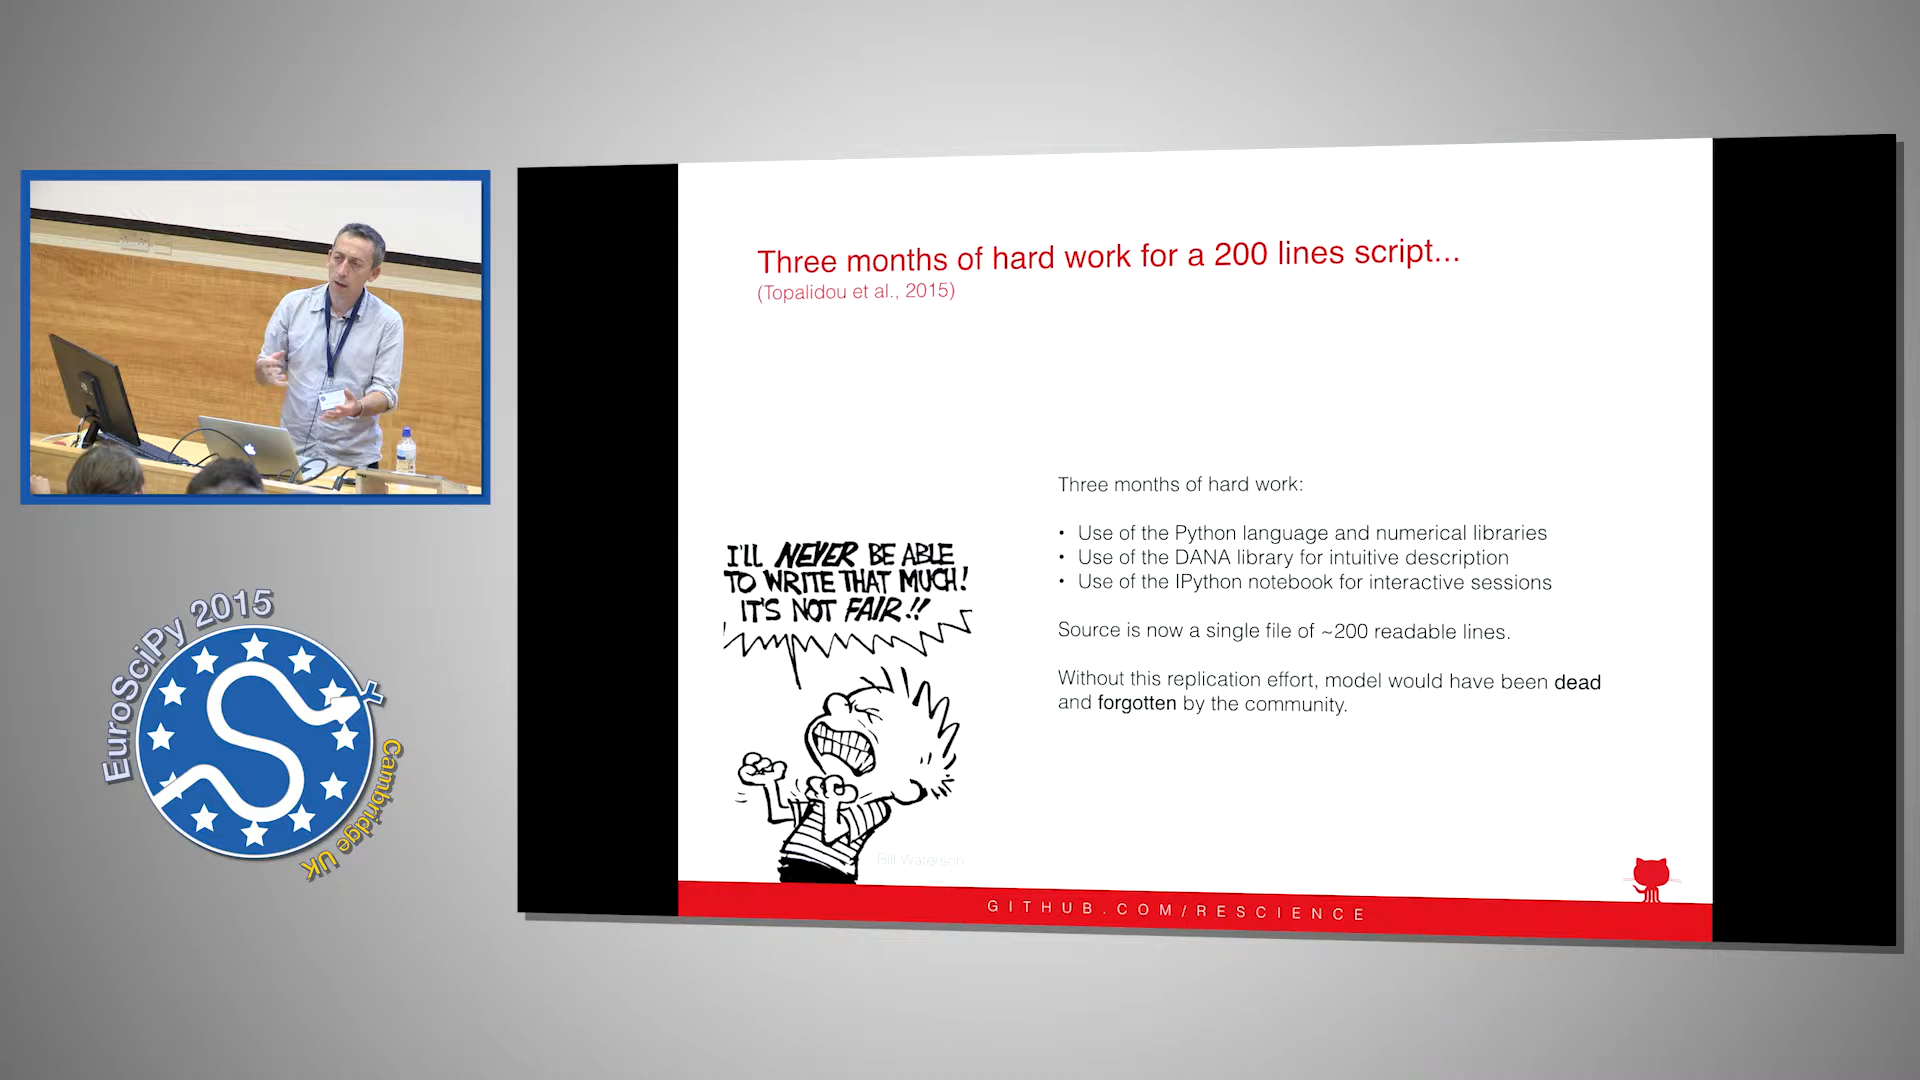 Three months of hard work for a 200 lines script...
(Topalidou et al., 2015)
Three months of hard work:
• Use of the Python language and numerical libraries
• Use of the DANA library for intuitive description
• Use of the IPython notebook for interactive sessions
Source is now a single file of ~200 readable lines.
Without this replication effort, model would have been dead
and forgotten by the community.
I'LL NEVER BE ABLE
TO WRITE THAT MUCH!
IT'S NOT FAIR!!
Bill Waterson
GITHUB.COM/RESCIENCE
EuroSciPy 2015
Cambridge UK